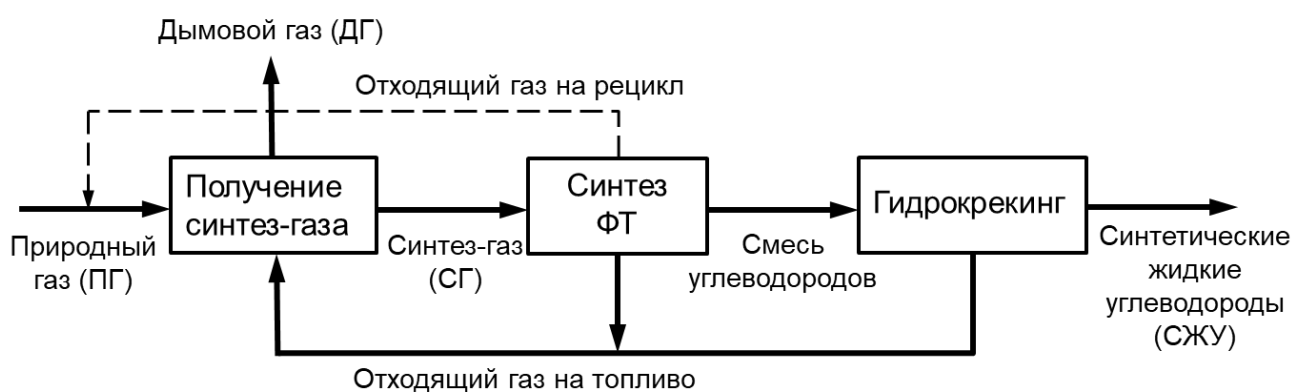 Дымовой газ (ДГ)
Отходящий газ на рецикл
Получение
синтез-газа
Синтез
ФТ
Гидрокрекинг
Природный
газ (ПГ)
Синтез-газ
(СГ)
Смесь
углеводородов
Синтетические
жидкие
углеводороды
(СЖУ)
Отходящий газ на топливо